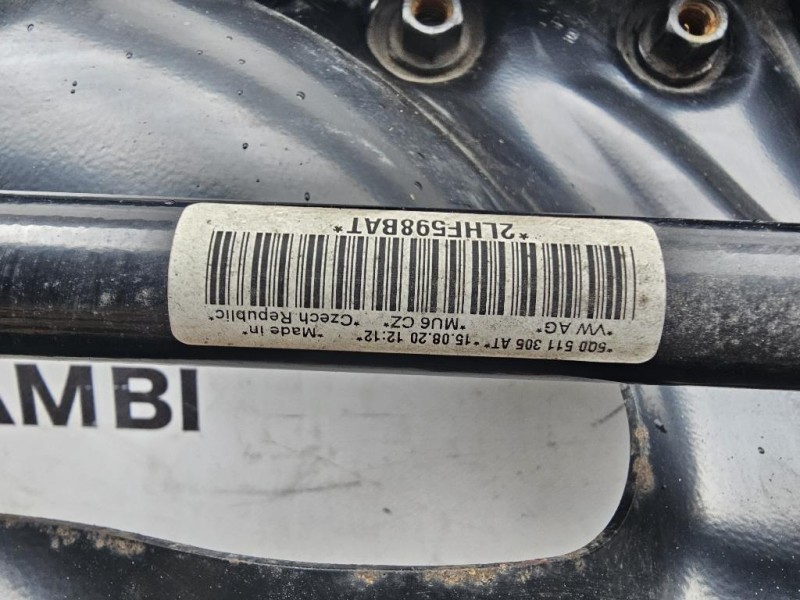 *5Q0 511 305 AT*15.08.20 12:12* *Made in*
*VW AG* *MU6 CZ* *Czech Republic*
*2LHF598BAT*
AMBI